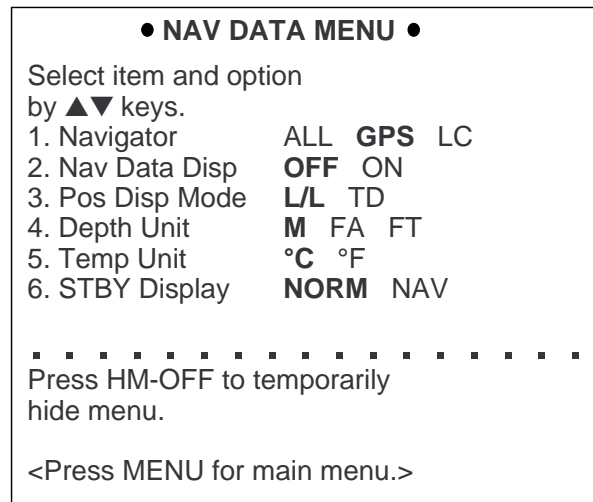 ● NAV DATA MENU ●
Select item and option
by ▲▼ keys.
1. Navigator ALL GPS LC
2. Nav Data Disp OFF ON
3. Pos Disp Mode L/L TD
4. Depth Unit M FA FT
5. Temp Unit °C °F
6. STBY Display NORM NAV
Press HM-OFF to temporarily
hide menu.
<Press MENU for main menu.>